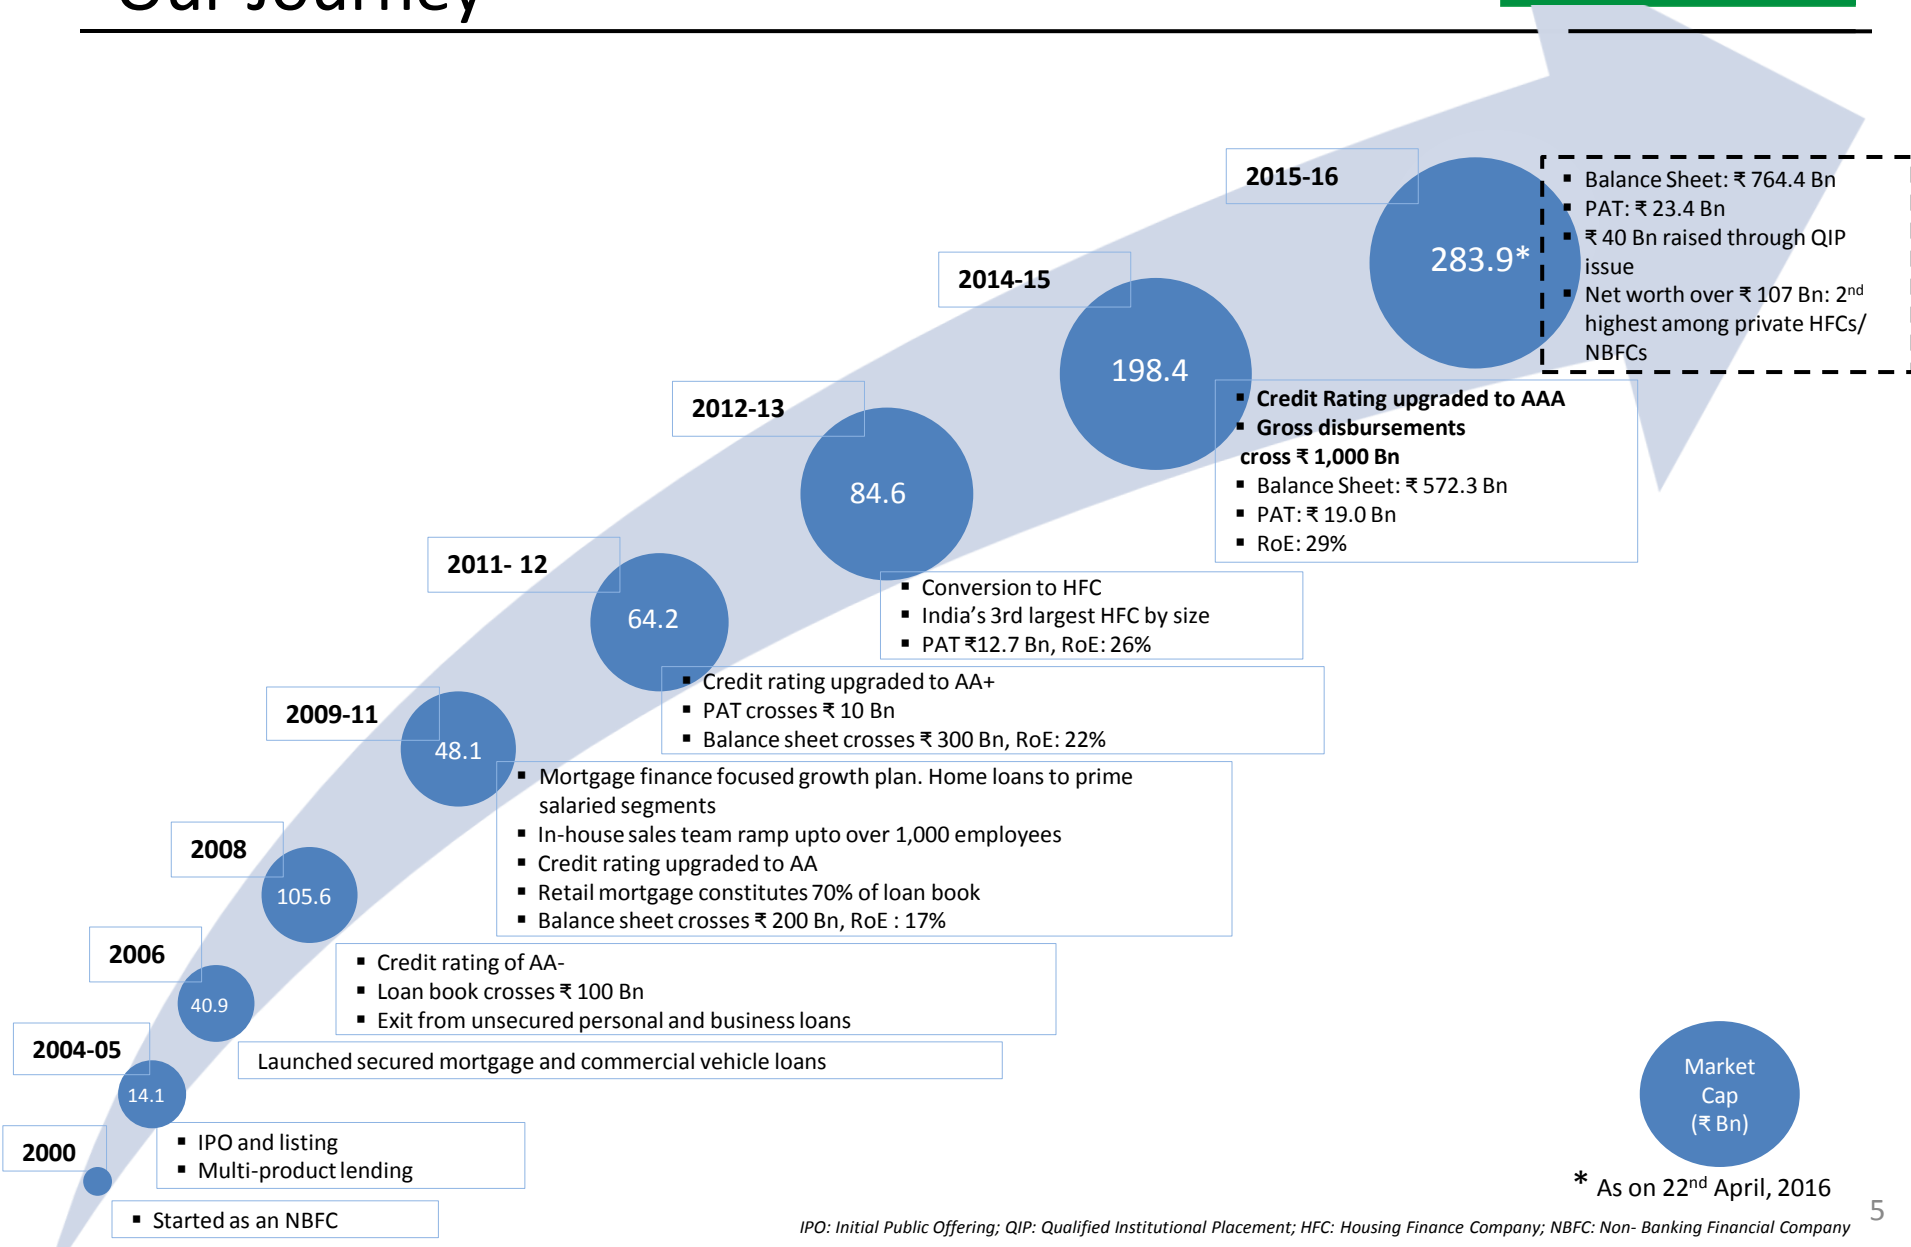 Our Journey
2015-16
283.9*
▪ Balance Sheet: ₹ 764.4 Bn
▪ PAT: ₹ 23.4 Bn
▪ ₹ 40 Bn raised through QIP
issue
▪ Net worth over ₹ 107 Bn: 2nd
highest among private HFCs/
NBFCs
2014-15
198.4
▪ Credit Rating upgraded to AAA
▪ Gross disbursements
cross ₹ 1,000 Bn
▪ Balance Sheet: ₹ 572.3 Bn
▪ PAT: ₹ 19.0 Bn
▪ RoE: 29%
2012-13
84.6
▪ Conversion to HFC
▪ India’s 3rd largest HFC by size
▪ PAT ₹12.7 Bn, RoE: 26%
2011- 12
64.2
▪ Credit rating upgraded to AA+
▪ PAT crosses ₹ 10 Bn
▪ Balance sheet crosses ₹ 300 Bn, RoE: 22%
2009-11
48.1
▪ Mortgage finance focused growth plan. Home loans to prime
salaried segments
▪ In-house sales team ramp upto over 1,000 employees
▪ Credit rating upgraded to AA
▪ Retail mortgage constitutes 70% of loan book
▪ Balance sheet crosses ₹ 200 Bn, RoE : 17%
2008
105.6
▪ Credit rating of AA-
▪ Loan book crosses ₹ 100 Bn
▪ Exit from unsecured personal and business loans
2006
40.9
Launched secured mortgage and commercial vehicle loans
2004-05
14.1
▪ IPO and listing
▪ Multi-product lending
2000
▪ Started as an NBFC
Market
Cap
(₹ Bn)
* As on 22nd April, 2016
IPO: Initial Public Offering; QIP: Qualified Institutional Placement; HFC: Housing Finance Company; NBFC: Non- Banking Financial Company
5